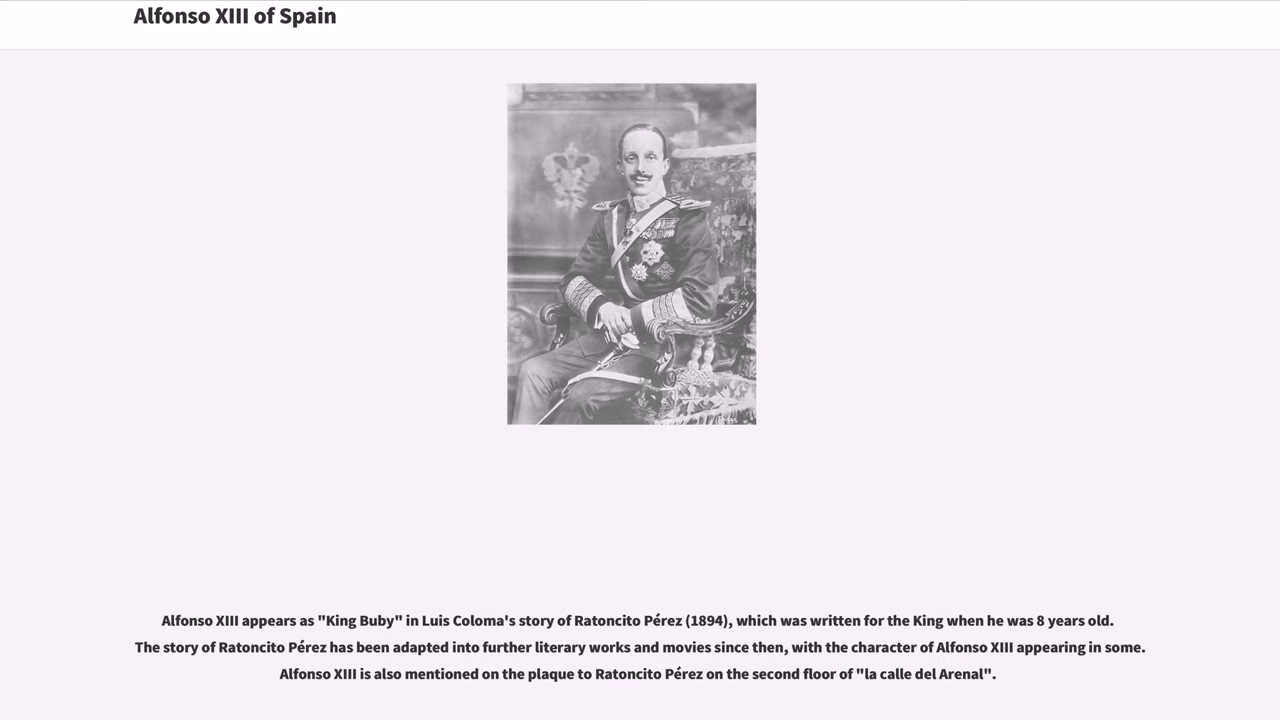 Alfonso XIII of Spain
Alfonso XIII appears as "King Buby" in Luis Coloma's story of Ratoncito Pérez (1894), which was written for the King when he was 8 years old.
The story of Ratoncito Pérez has been adapted into further literary works and movies since then, with the character of Alfonso XIII appearing in some.
Alfonso XIII is also mentioned on the plaque to Ratoncito Pérez on the second floor of "la calle del Arenal".